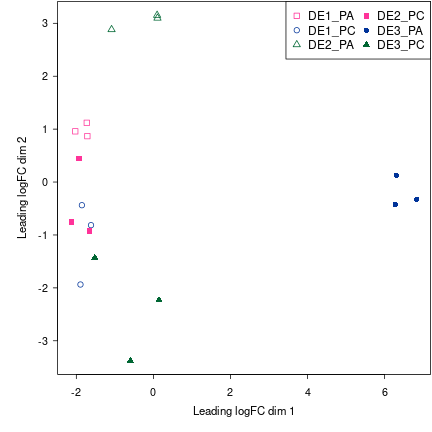 DE1_PA DE2_PC
DE1_PC DE3_PA
DE2_PA DE3_PC
Leading logFC dim 2
3
2
1
0
-1
-2
-3
-2 0 2 4 6
Leading logFC dim 1